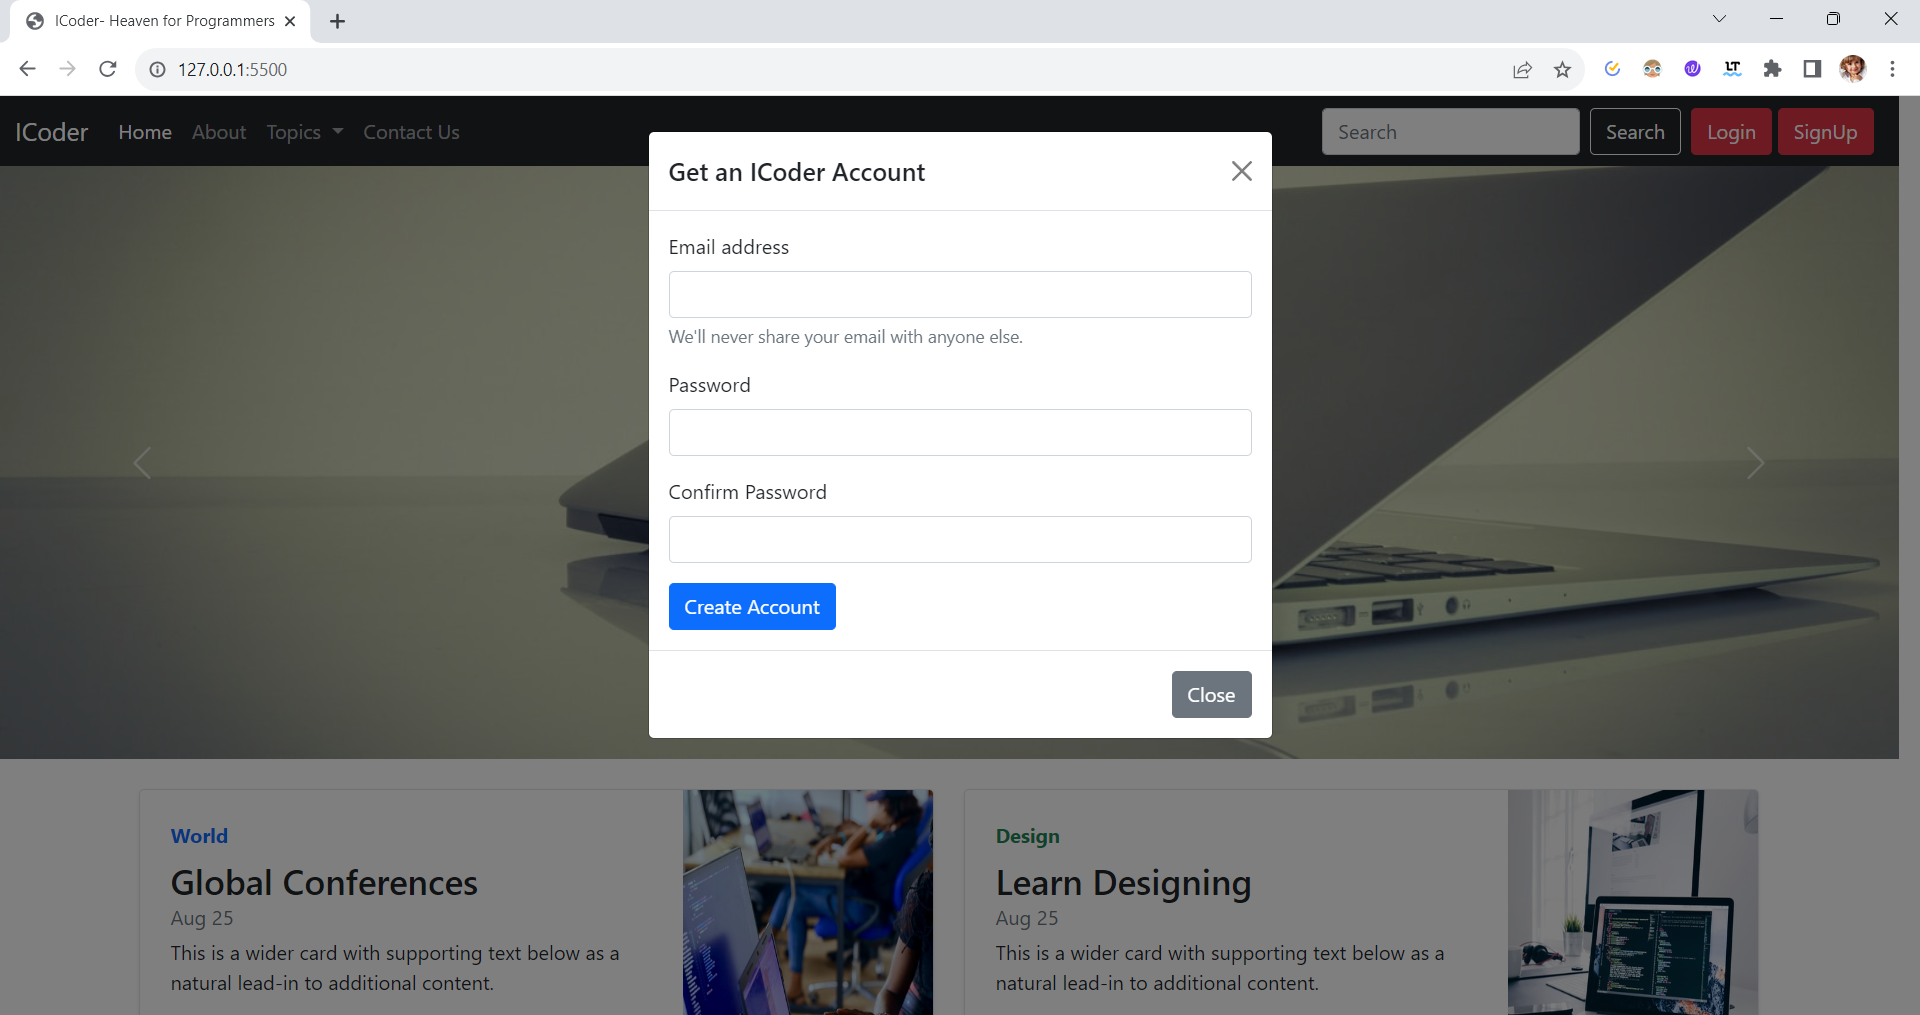 ICoder- Heaven for Programmers
127.0.0.1:5500
ICoder Home About Topics Contact Us Search Search Login SignUp
Get an ICoder Account
Email address
We'll never share your email with anyone else.
Password
Confirm Password
Create Account
Close
World
Global Conferences
Aug 25
This is a wider card with supporting text below as a
natural lead-in to additional content.
Design
Learn Designing
Aug 25
This is a wider card with supporting text below as a
natural lead-in to additional content.